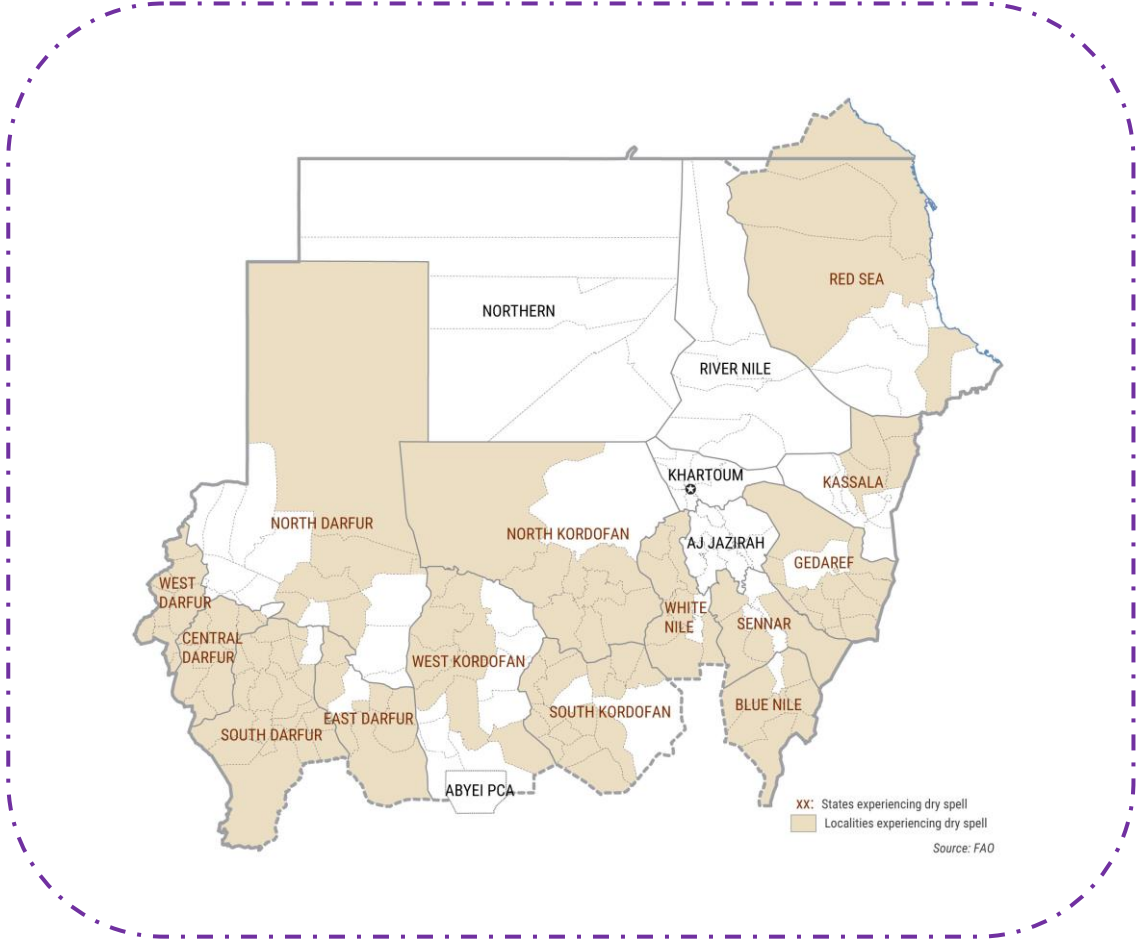 RED SEA
NORTHERN
RIVER NILE
KHARTOUM
KASSALA
NORTH DARFUR
NORTH KORDOFAN
AJ JAZIRAH
GEDAREF
WEST
DARFUR
WHITE
NILE
SENNAR
CENTRAL
DARFUR
WEST KORDOFAN
EAST DARFUR
SOUTH KORDOFAN
BLUE NILE
SOUTH DARFUR
ABYEI PCA
xx: States experiencing dry spell
Localities experiencing dry spell
Source: FAO